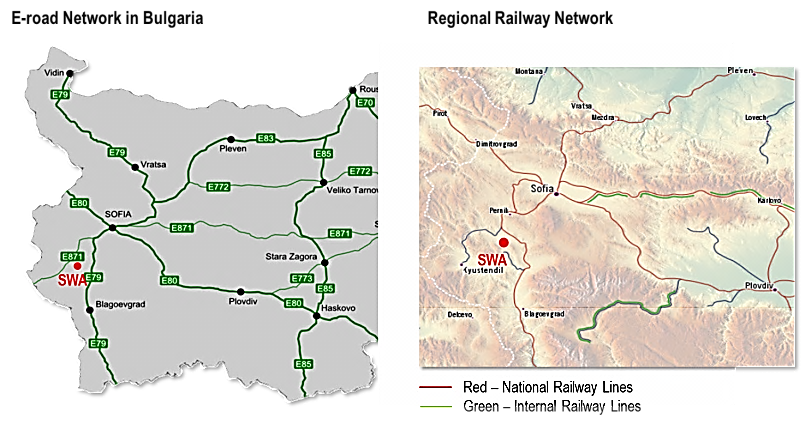 E-road Network in Bulgaria
Regional Railway Network
Vidin
E79
Rous
E70
E83
Pleven
E79
Vratsa
E85
E772
E772
Veliko Tarnov
E80
SOFIA
E871
E871
S
E871
SWA
E79
Stara Zagora
E80
E773
E85
Plovdiv
E80
Haskovo
Blagoevgrad
E79
E85
Montana
Pleven
Vratsa
Mezdra
Lovech
Pirot
Dimitrovgrad
Sofia
Karlovo
Pernik
SWA
Kyustendil
Plovdiv
Delcevo
Blagoevgrad
Red – National Railway Lines
Green – Internal Railway Lines